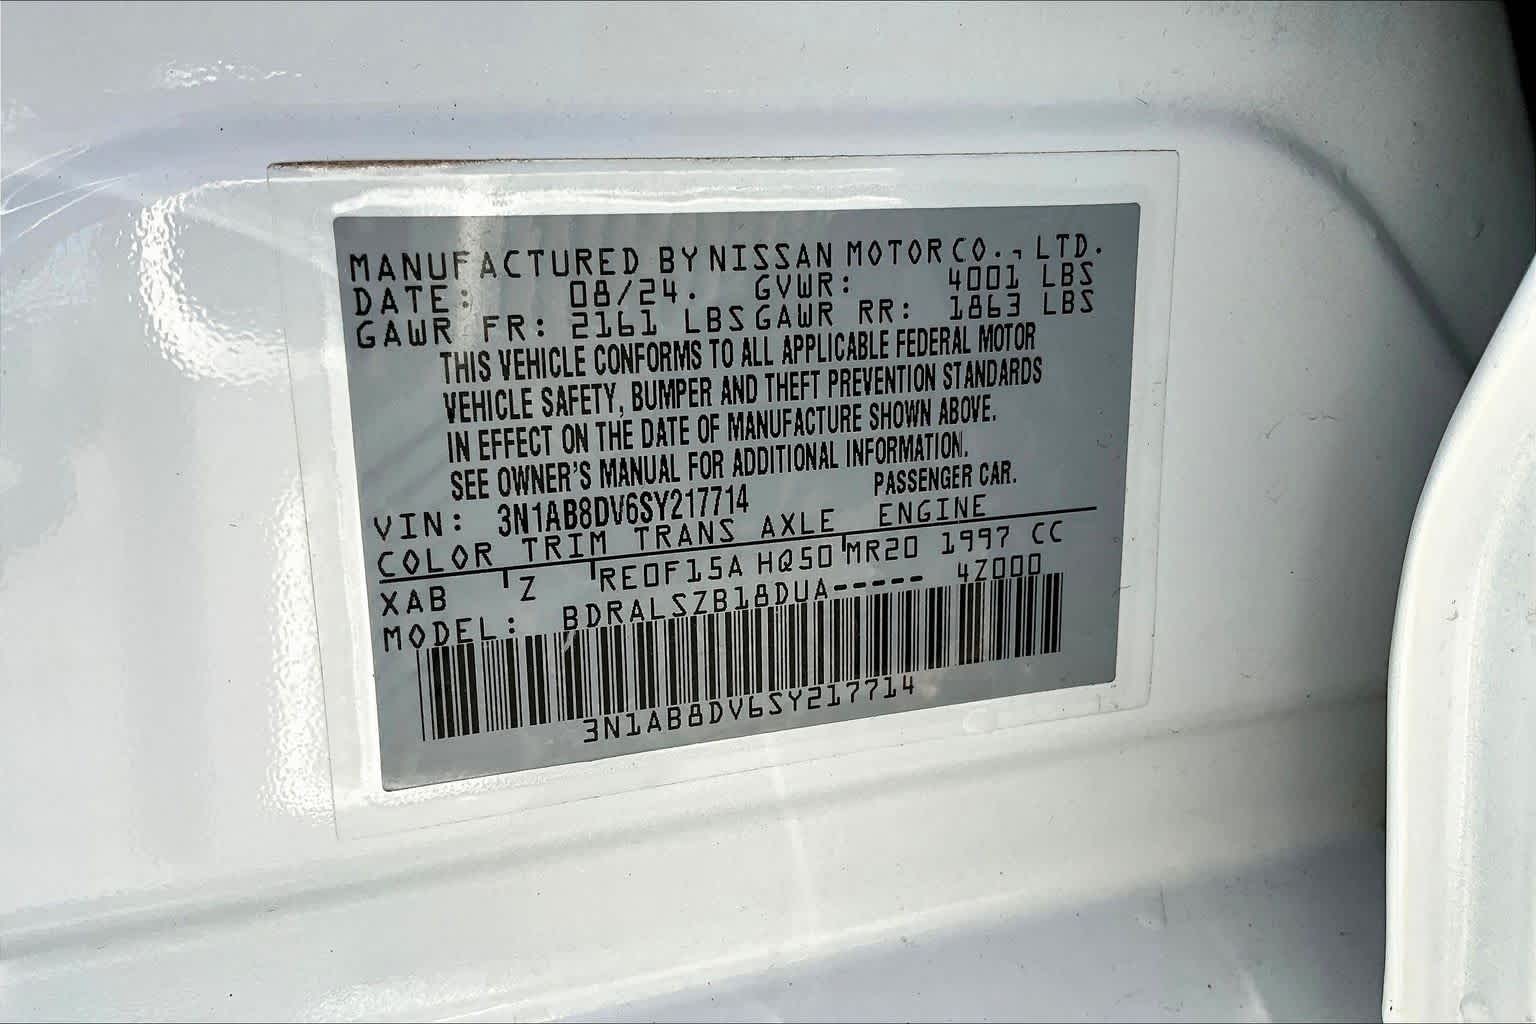 MANUFACTURED BY NISSAN MOTOR CO., LTD.
DATE: 08/24. GVWR: 4001 LBS
GAWR FR: 2161 LBS GAWR RR: 1863 LBS
THIS VEHICLE CONFORMS TO ALL APPLICABLE FEDERAL MOTOR
VEHICLE SAFETY, BUMPER AND THEFT PREVENTION STANDARDS
IN EFFECT ON THE DATE OF MANUFACTURE SHOWN ABOVE.
SEE OWNER'S MANUAL FOR ADDITIONAL INFORMATION.
VIN: 3N1AB8DV6SY217714 PASSENGER CAR.
COLOR TRIM TRANS AXLE ENGINE
XAB Z RE0F15A HQ50 MR20 1997 CC
MODEL: BDRALSZB18DUA----- 4Z000
3N1AB8DV6SY217714